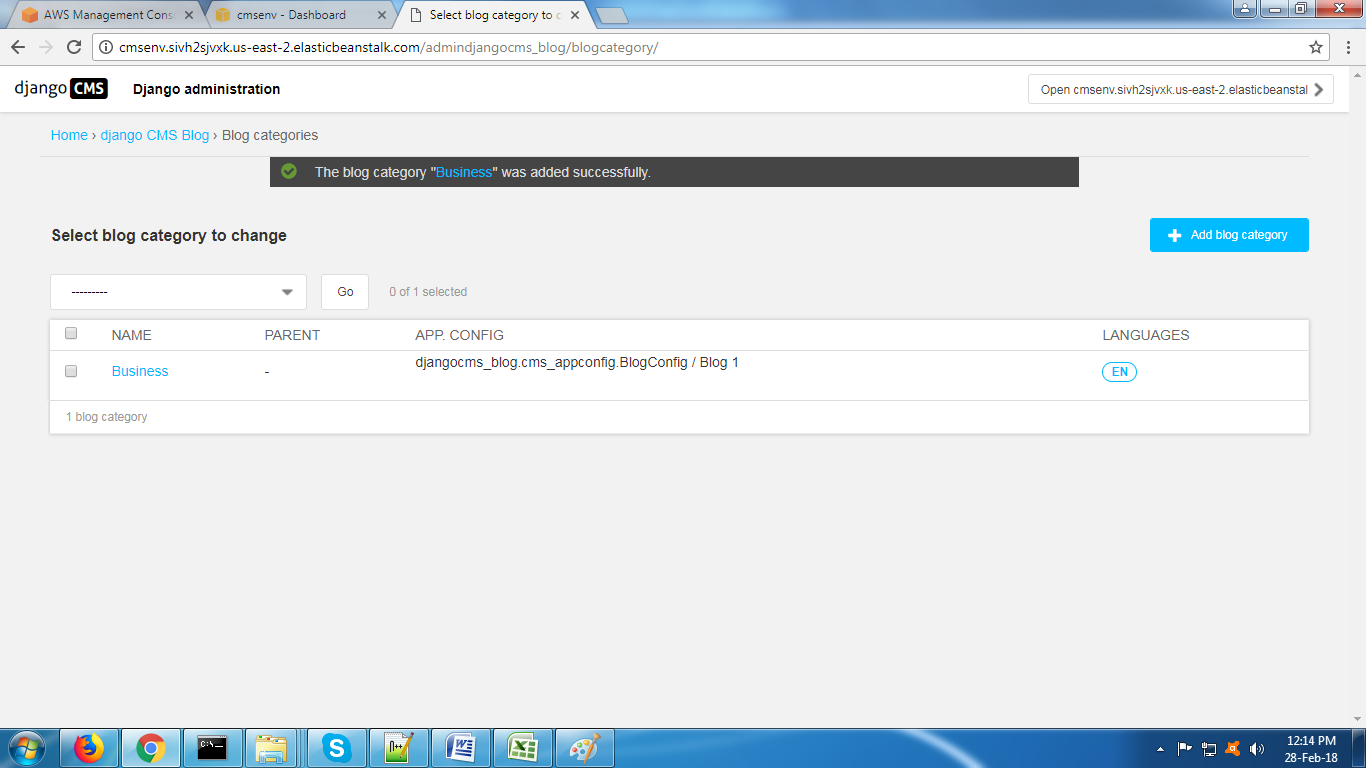 AWS Management Cons
cmsenv - Dashboard
Select blog category to c
cmsenv.sivh2sjvxk.us-east-2.elasticbeanstalk.com/admindjangocms_blog/blogcategory/
django CMS
Django administration
Open cmsenv.sivh2sjvxk.us-east-2.elasticbeanstal
Home › django CMS Blog › Blog categories
The blog category "Business" was added successfully.
Select blog category to change
Add blog category
---------
Go
0 of 1 selected
NAME PARENT APP. CONFIG LANGUAGES
Business - djangocms_blog.cms_appconfig.BlogConfig / Blog 1 EN
1 blog category
C:\._
N++
12:14 PM
28-Feb-18